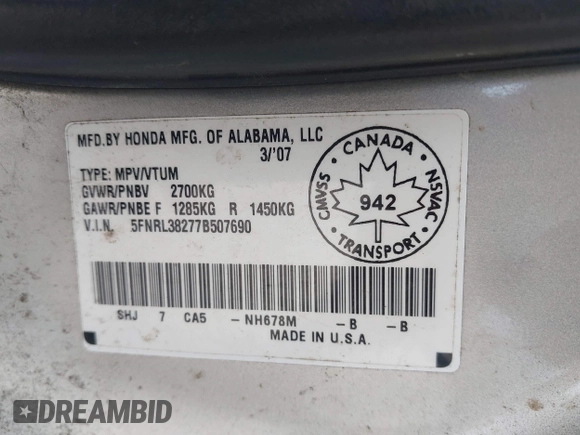 MFD.BY HONDA MFG. OF ALABAMA, LLC
3/'07
TYPE: MPV/VTUM
GVWR/PNBV 2700KG
GAWR/PNBE F 1285KG R 1450KG
V.I.N. 5FNRL38277B507690
CANADA
CMVSS
942
NSVAC
TRANSPORT
SHJ 7 CA5 -NH678M -B -B
MADE IN U.S.A.
DREAMBID